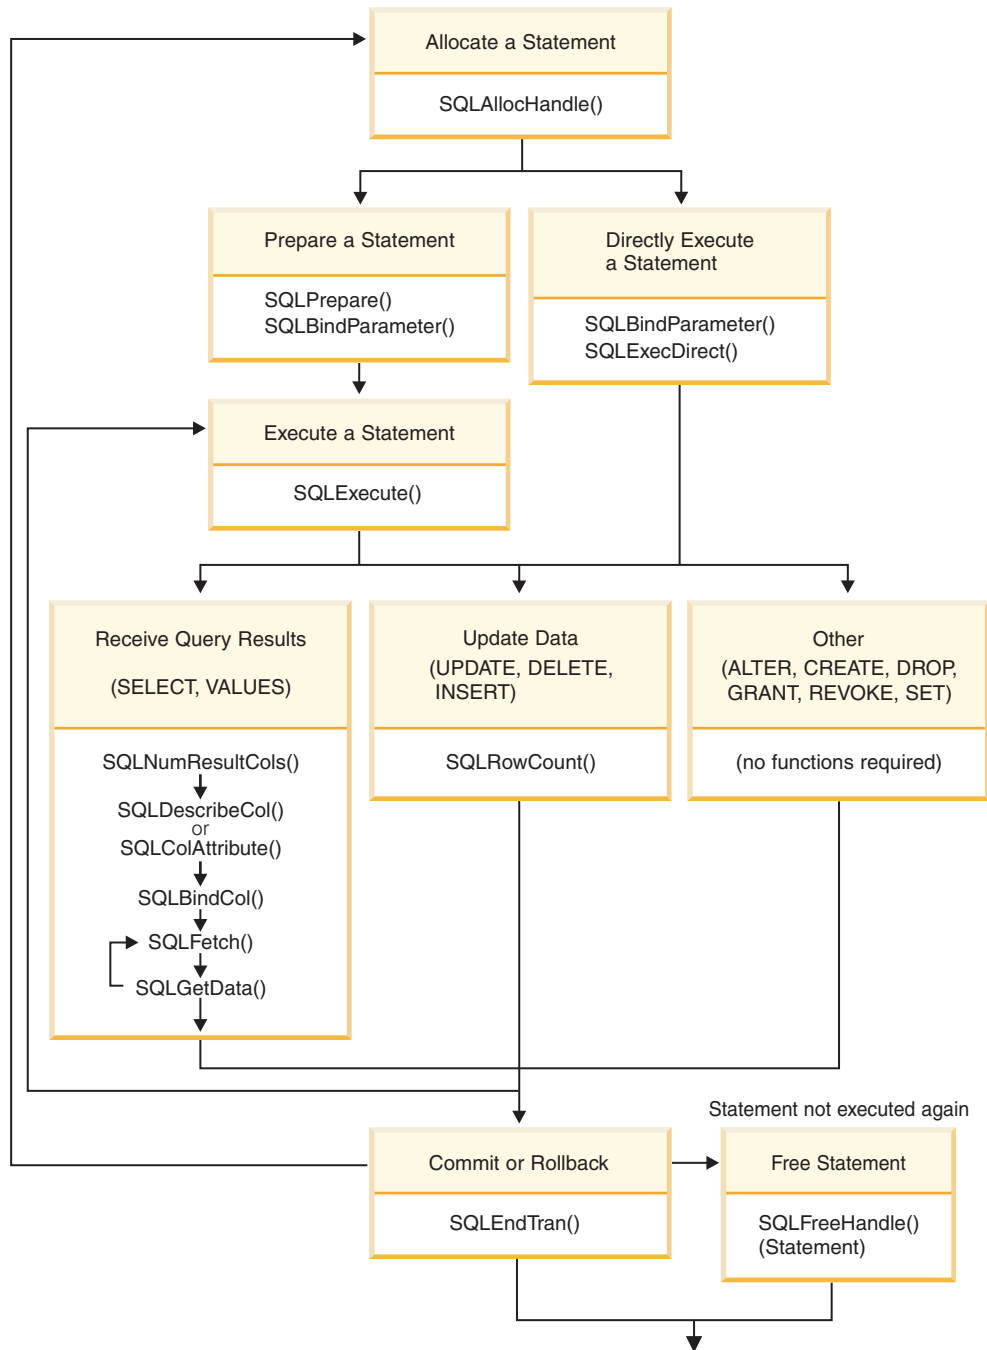 Allocate a Statement
SQLAllocHandle()
Prepare a Statement
SQLPrepare()
SQLBindParameter()
Directly Execute
a Statement
SQLBindParameter()
SQLExecDirect()
Execute a Statement
SQLExecute()
Receive Query Results
(SELECT, VALUES)
SQLNumResultCols()
SQLDescribeCol()
or
SQLColAttribute()
SQLBindCol()
SQLFetch()
SQLGetData()
Update Data
(UPDATE, DELETE,
INSERT)
SQLRowCount()
Other
(ALTER, CREATE, DROP,
GRANT, REVOKE, SET)
(no functions required)
Commit or Rollback
SQLEndTran()
Statement not executed again
Free Statement
SQLFreeHandle()
(Statement)